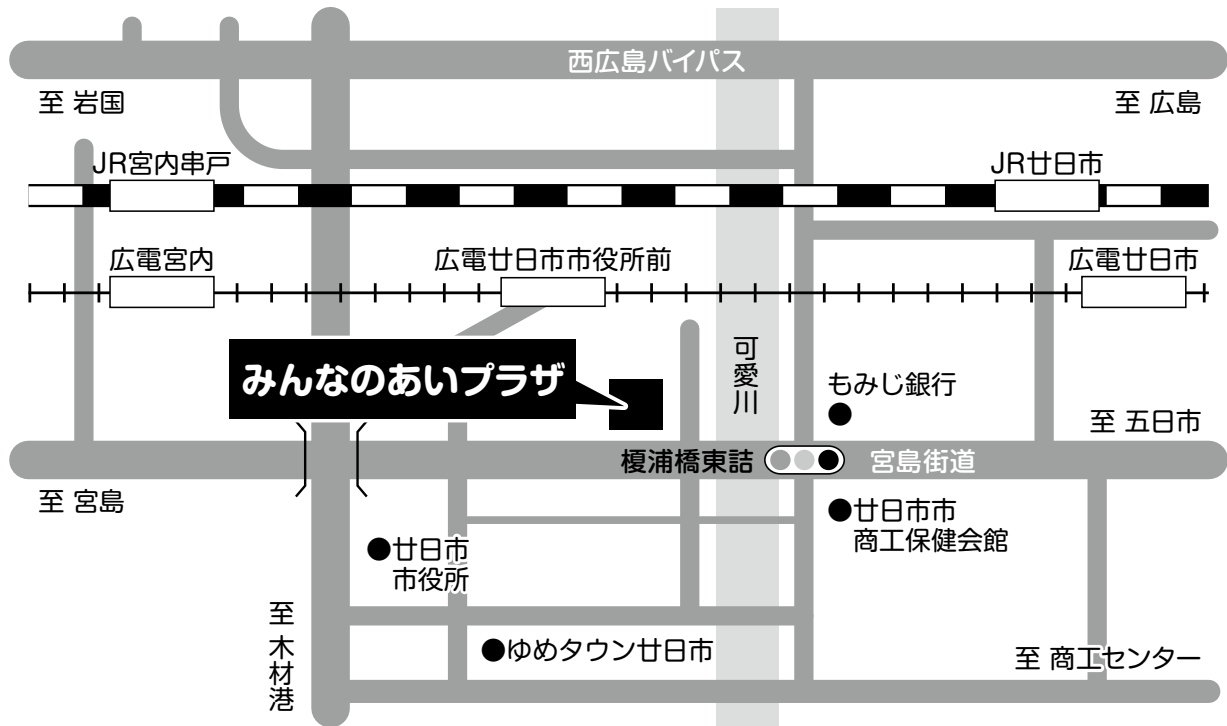 西広島バイパス
至 岩国
至 広島
JR宮内串戸
JR廿日市
広電宮内
広電廿日市市役所前
広電廿日市
みんなのあいプラザ
可愛川
もみじ銀行
至 五日市
榎浦橋東詰
宮島街道
至 宮島
廿日市市
商工保健会館
廿日市
市役所
至 木材港
ゆめタウン廿日市
至 商工センター